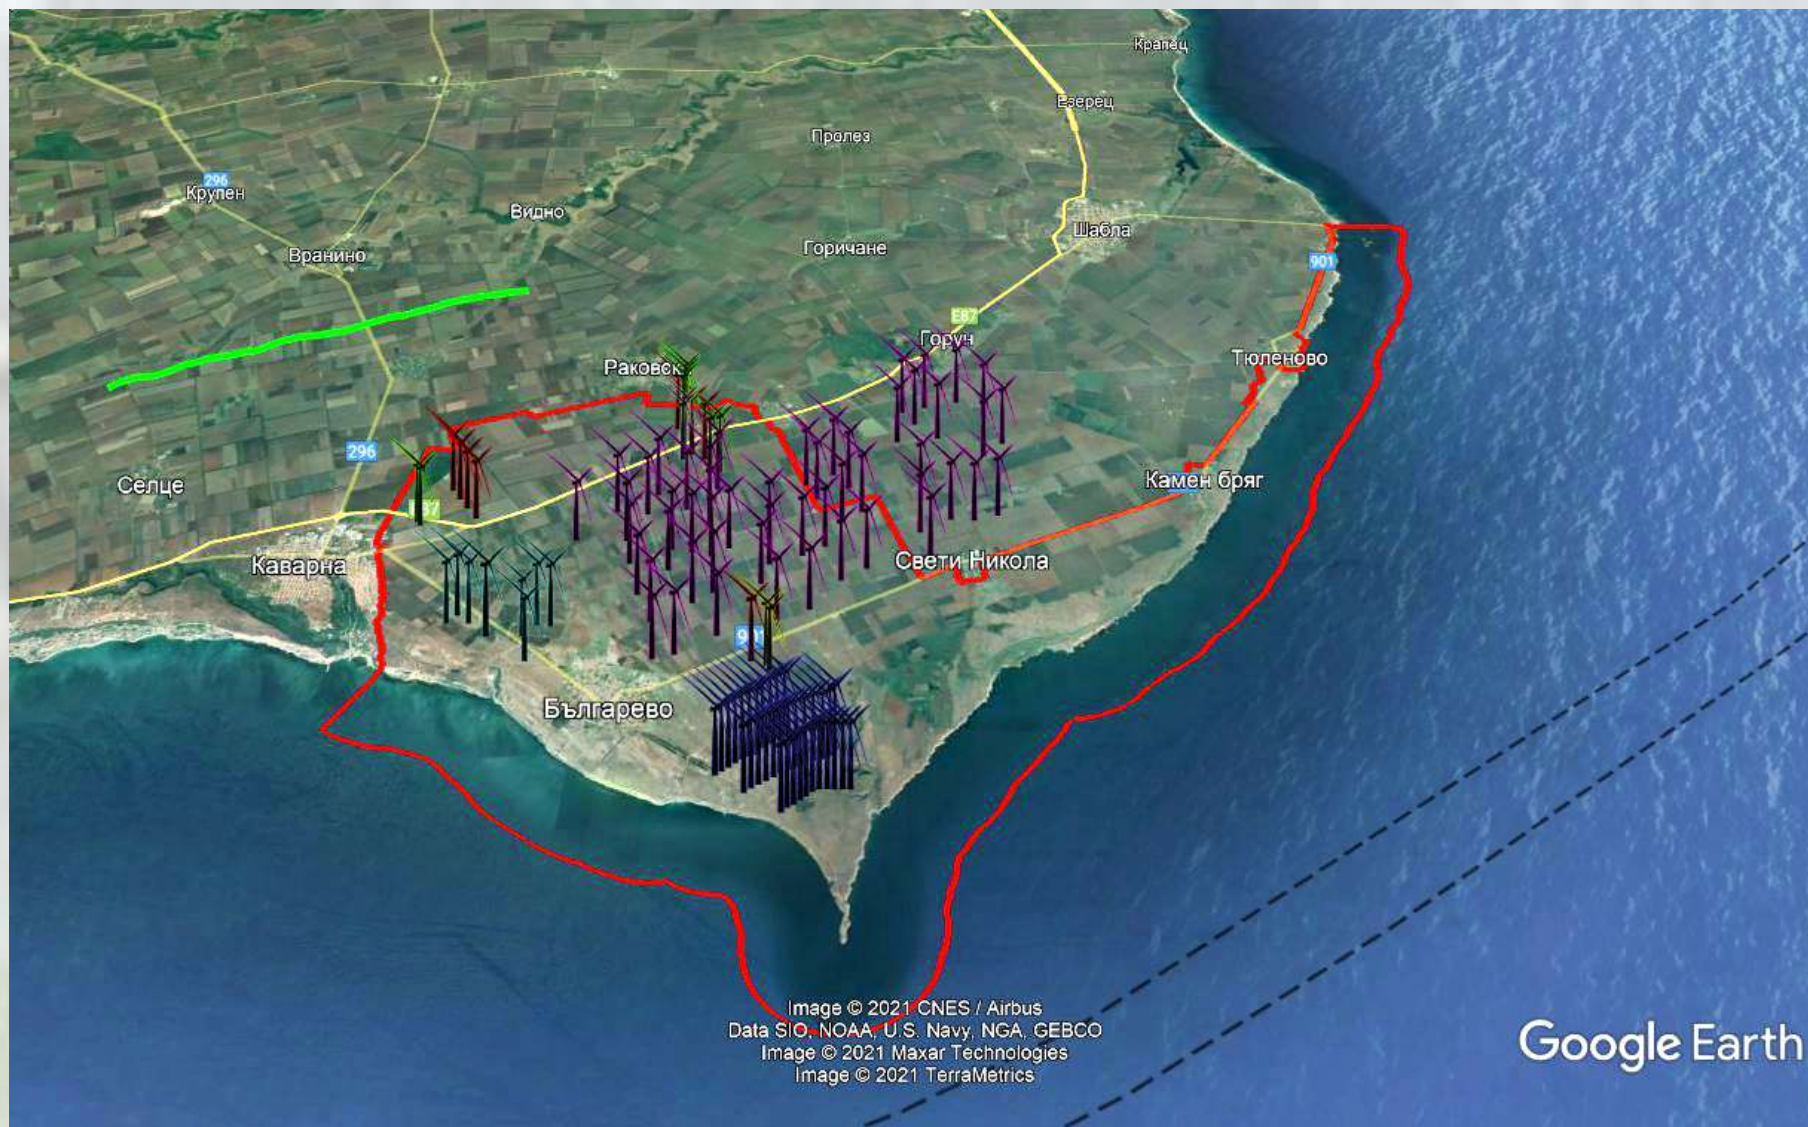 Крапец
Езерец
Пролез
296
Крупен
Видно
Шабла
Вранино
Горичане
901
E87
Горун
Тюленово
Раковск
296
Селце
Камен бряг
Каварна
Свети Никола
901
Българево
Image © 2021 CNES / Airbus
Data SIO, NOAA, U.S. Navy, NGA, GEBCO
Image © 2021 Maxar Technologies
Image © 2021 TerraMetrics
Google Earth